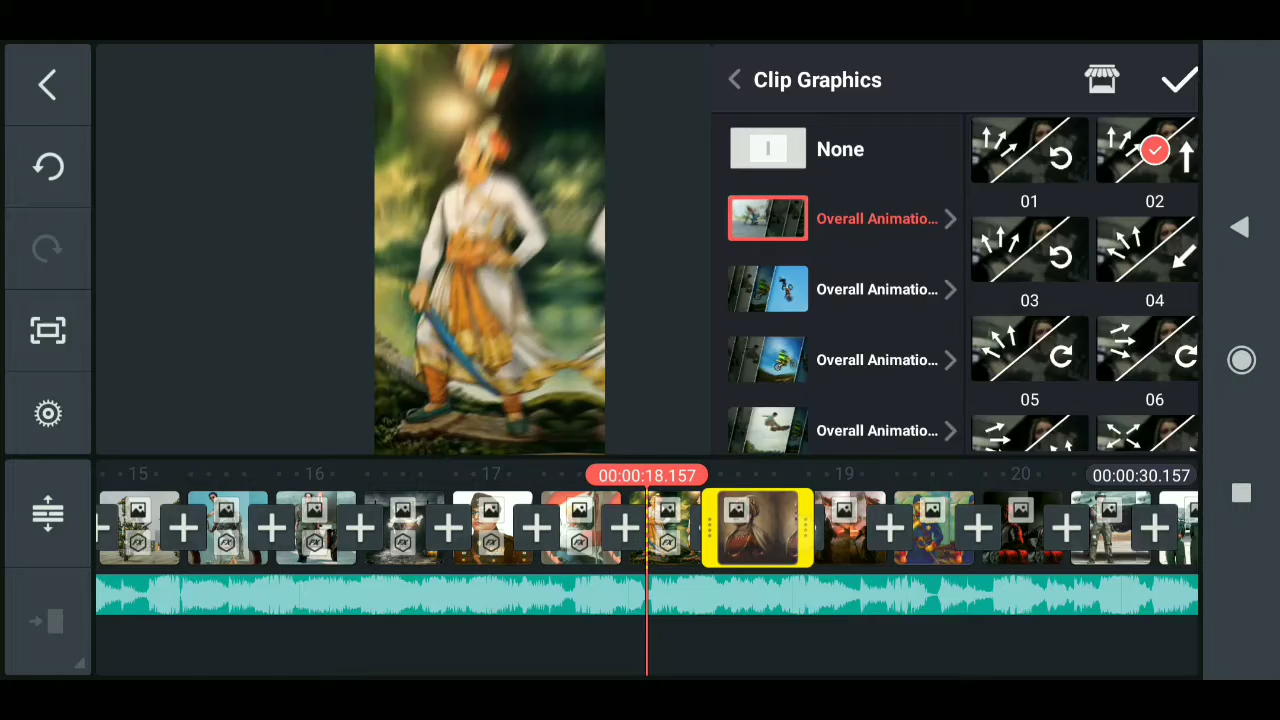 Clip Graphics
None
Overall Animatio...
Overall Animatio...
Overall Animatio...
Overall Animatio...
01
02
03
04
05
06
15
16
17
00:00:18.157
19
20
00:00:30.157